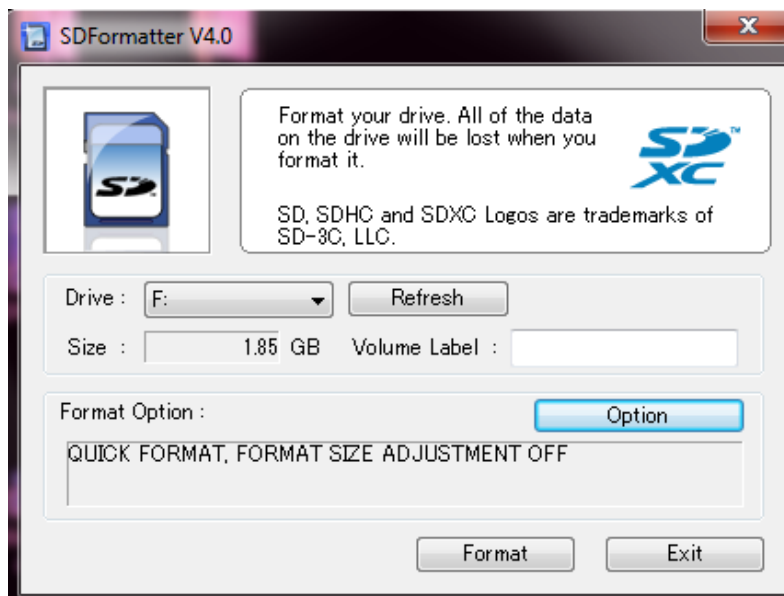 SDFormatter V4.0
Format your drive. All of the data
on the drive will be lost when you
format it.
SD, SDHC and SDXC Logos are trademarks of
SD-3C, LLC.
SD
SD XC™
Drive : F: Refresh
Size : 1.85 GB Volume Label :
Format Option : Option
QUICK FORMAT, FORMAT SIZE ADJUSTMENT OFF
Format Exit